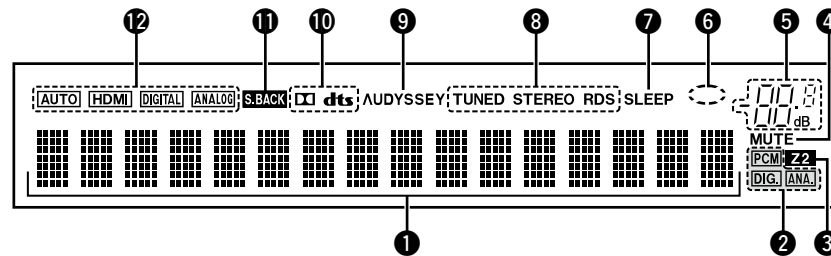 ⓬ ⓫ ❿ ❾ ❽ ❼ ❻ ❺ ❹
AUTO HDMI DIGITAL ANALOG S.BACK dts AUDYSSEY TUNED STEREO RDS SLEEP
dB
MUTE
PCM Z2
DIG. ANA.
❶ ❷ ❸